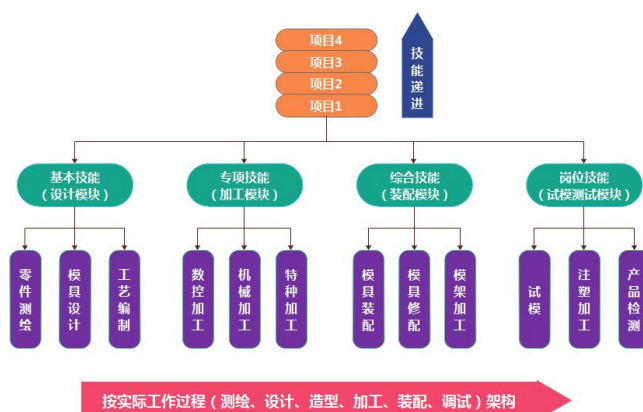 项目4
项目3
项目2
项目1
技能递进
基本技能
（设计模块）
专项技能
（加工模块）
综合技能
（装配模块）
岗位技能
（试模测试模块）
零件测绘
模具设计
工艺编制
数控加工
机械加工
特种加工
模具装配
模具修配
模架加工
试模
注塑加工
产品检测
按实际工作过程（测绘、设计、造型、加工、装配、调试）架构